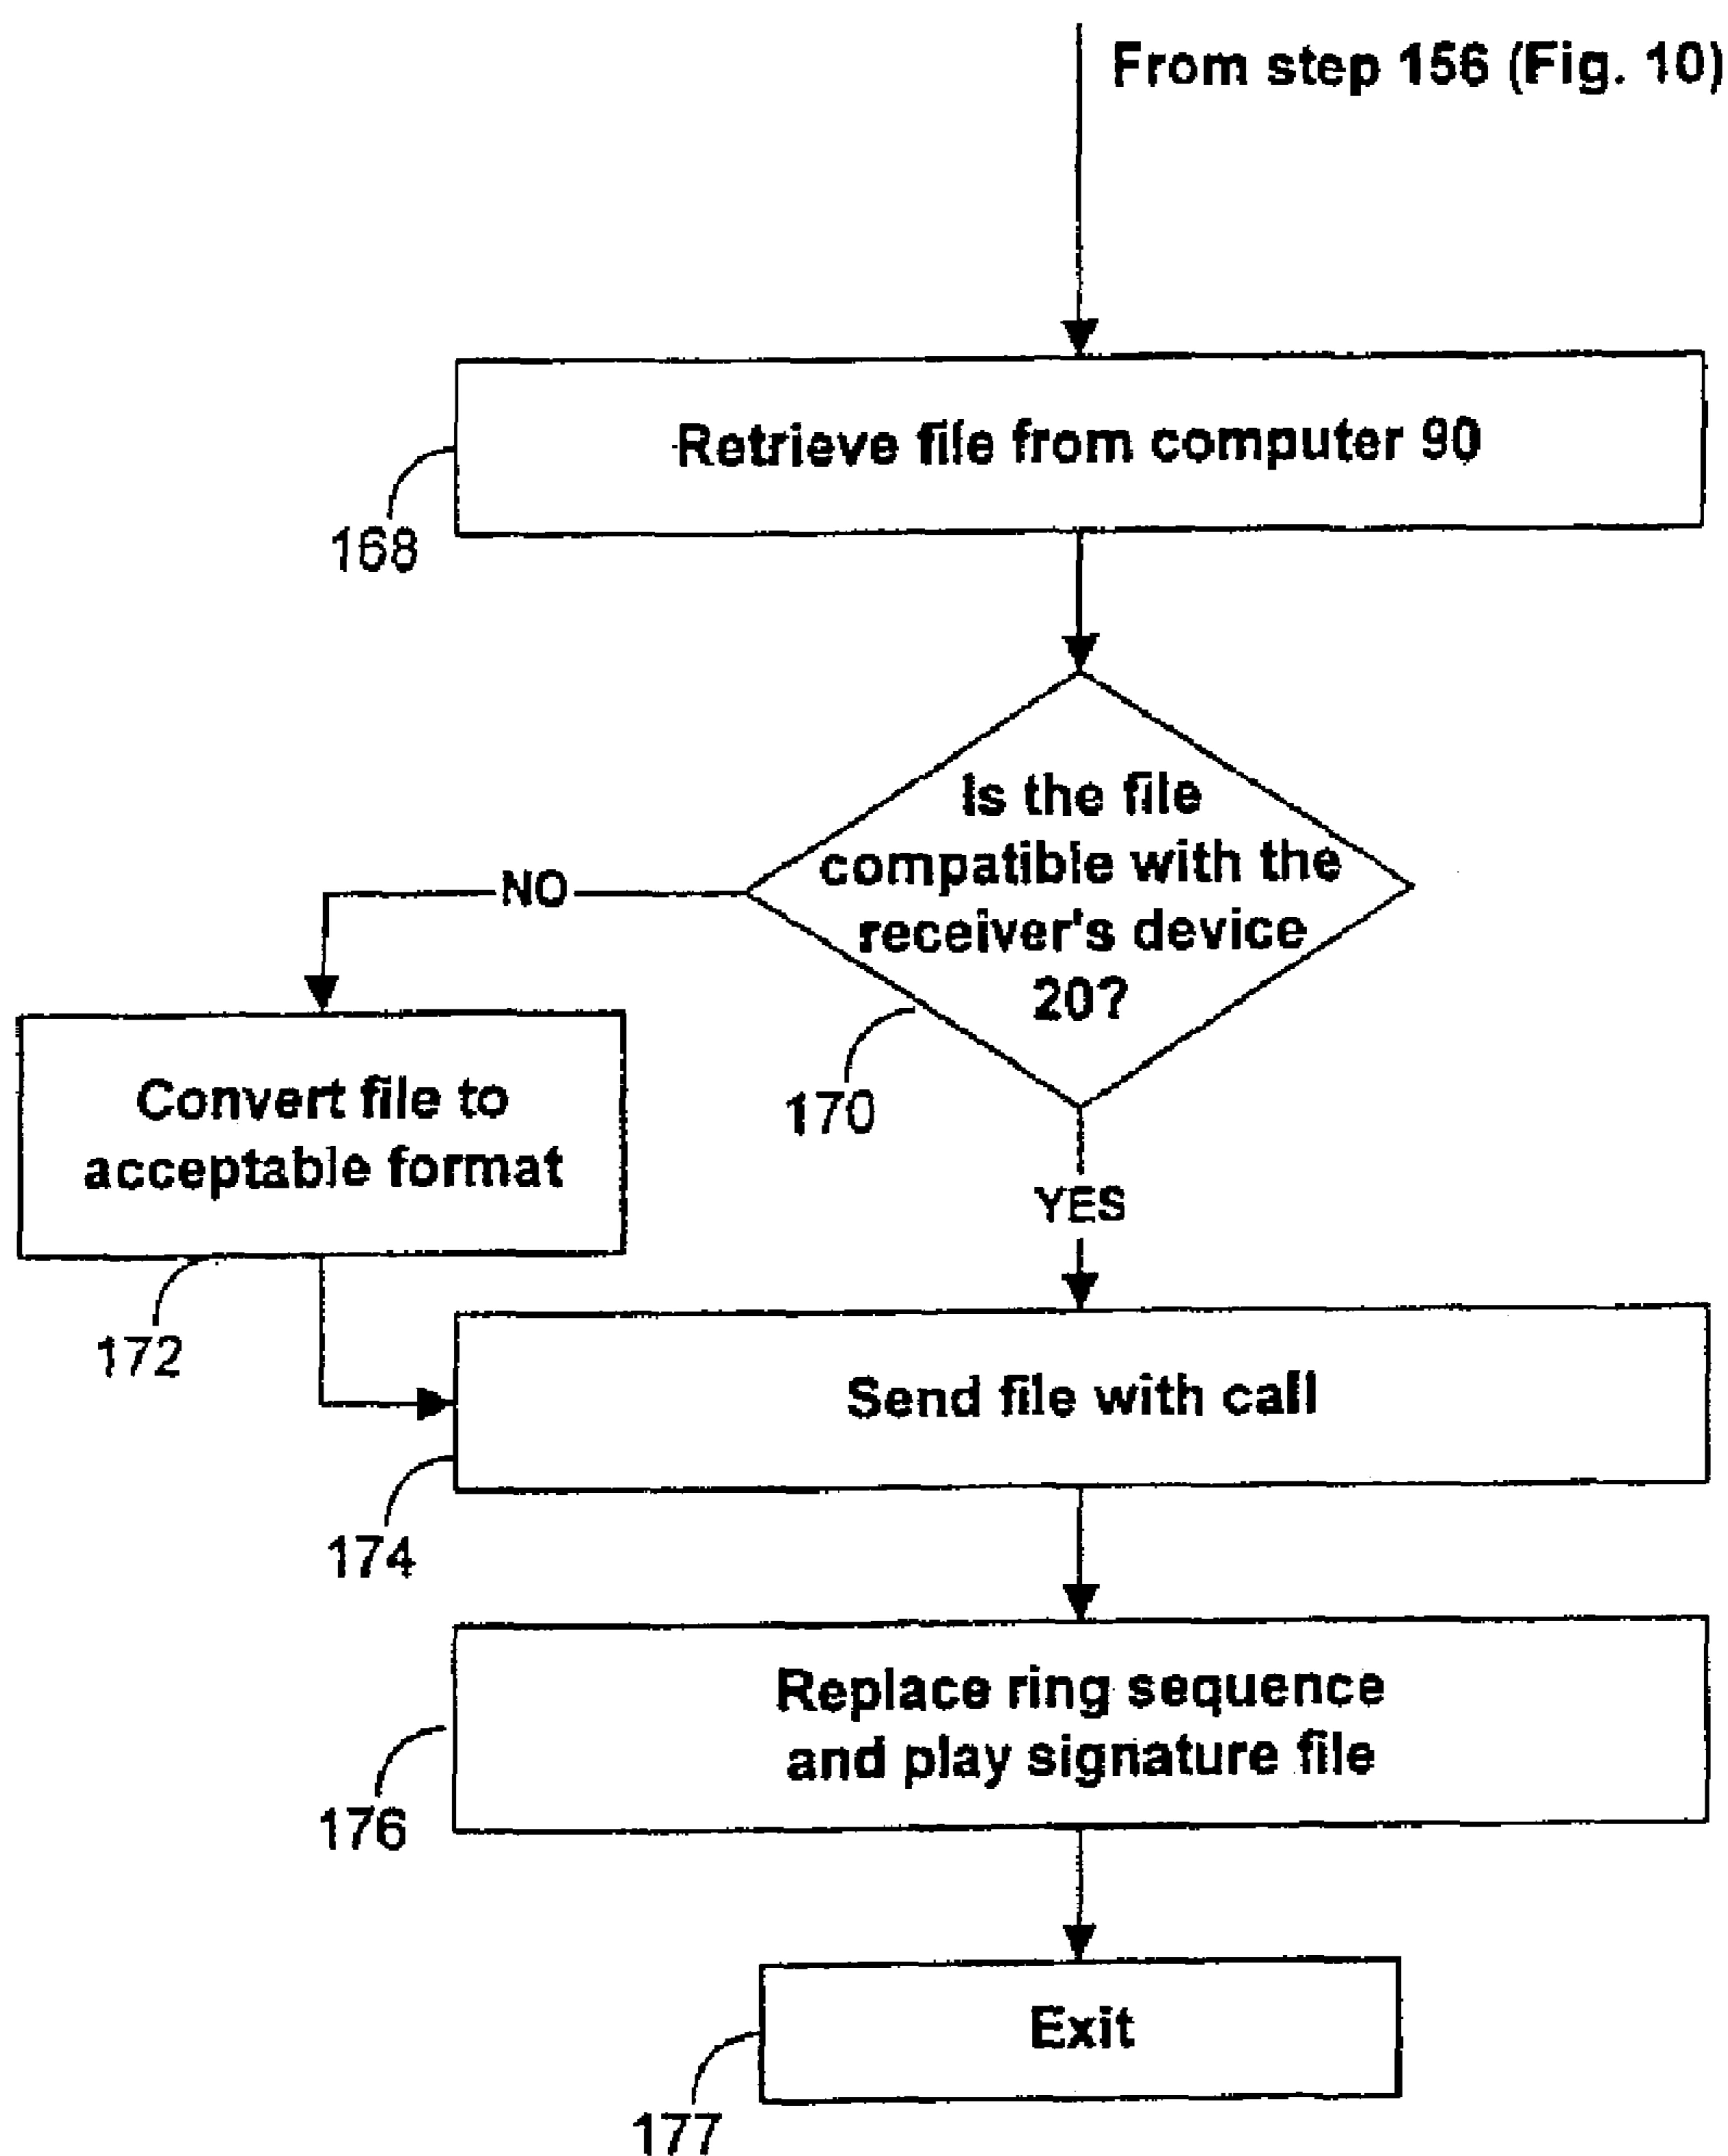 From step 156 (Fig. 10)
Retrieve file from computer 90
168
Is the file
compatible with the
receiver's device
20?
NO
170
Convert file to
acceptable format
YES
172
Send file with call
174
Replace ring sequence
and play signature file
176
Exit
177